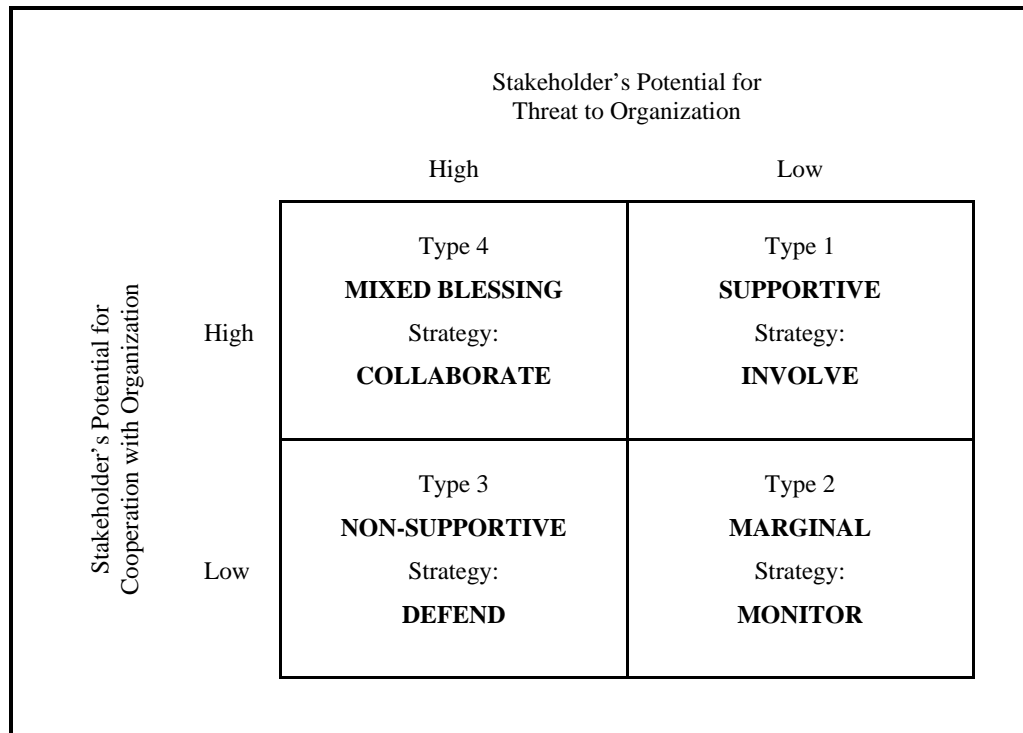 Stakeholder’s Potential for
Threat to Organization
High
Low
Stakeholder’s Potential for
Cooperation with Organization
High
Type 4
MIXED BLESSING
Strategy:
COLLABORATE
Type 1
SUPPORTIVE
Strategy:
INVOLVE
Low
Type 3
NON-SUPPORTIVE
Strategy:
DEFEND
Type 2
MARGINAL
Strategy:
MONITOR